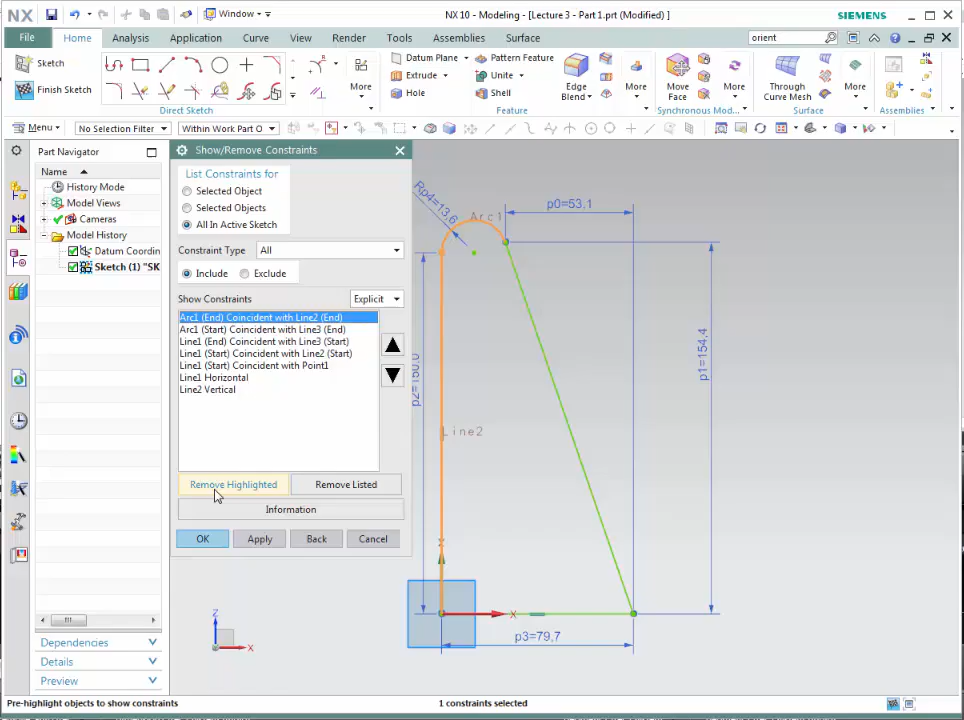 NX
Window
NX 10 - Modeling - [Lecture 3 - Part 1.prt (Modified) ]
SIEMENS
File
Home
Analysis
Application
Curve
View
Render
Tools
Assemblies
Surface
orient
Sketch
Finish Sketch
Direct Sketch
More
Datum Plane
Extrude
Hole
Pattern Feature
Unite
Shell
Edge
Blend
More
Feature
Move
Face
More
Synchronous Mod...
Through
Curve Mesh
More
Surface
Assemblies
Menu
No Selection Filter
Within Work Part O
Part Navigator
Name
History Mode
Model Views
Cameras
Model History
Datum Coordin
Sketch (1) "SK
Dependencies
Details
Preview
Show/Remove Constraints
List Constraints for
Selected Object
Selected Objects
All In Active Sketch
Constraint Type
All
Include
Exclude
Show Constraints
Explicit
Arc1 (End) Coincident with Line2 (End)
Arc1 (Start) Coincident with Line3 (End)
Line1 (End) Coincident with Line3 (Start)
Line1 (Start) Coincident with Line2 (Start)
Line1 (Start) Coincident with Point1
Line1 Horizontal
Line2 Vertical
Remove Highlighted
Remove Listed
Information
OK
Apply
Back
Cancel
Rp4=13,6
Arc1
p0=53,1
p1=154,4
p2=150,0
Line2
X
p3=79,7
Z
X
Pre-highlight objects to show constraints
1 constraints selected